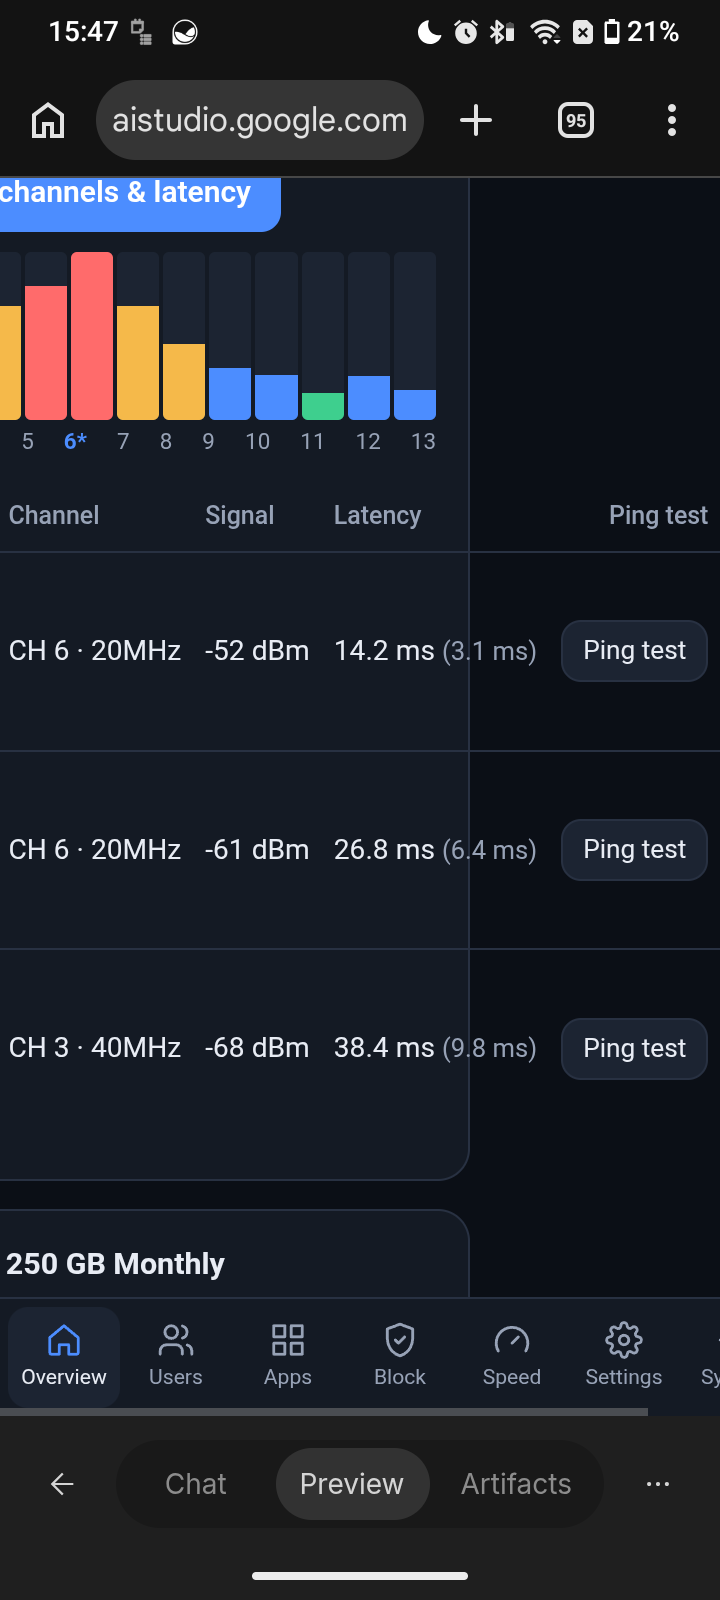 15:47
21%
aistudio.google.com
95
channels & latency
5 6* 7 8 9 10 11 12 13
Channel Signal Latency Ping test
CH 6 · 20MHz -52 dBm 14.2 ms (3.1 ms) Ping test
CH 6 · 20MHz -61 dBm 26.8 ms (6.4 ms) Ping test
CH 3 · 40MHz -68 dBm 38.4 ms (9.8 ms) Ping test
250 GB Monthly
Overview Users Apps Block Speed Settings Sy
Chat Preview Artifacts